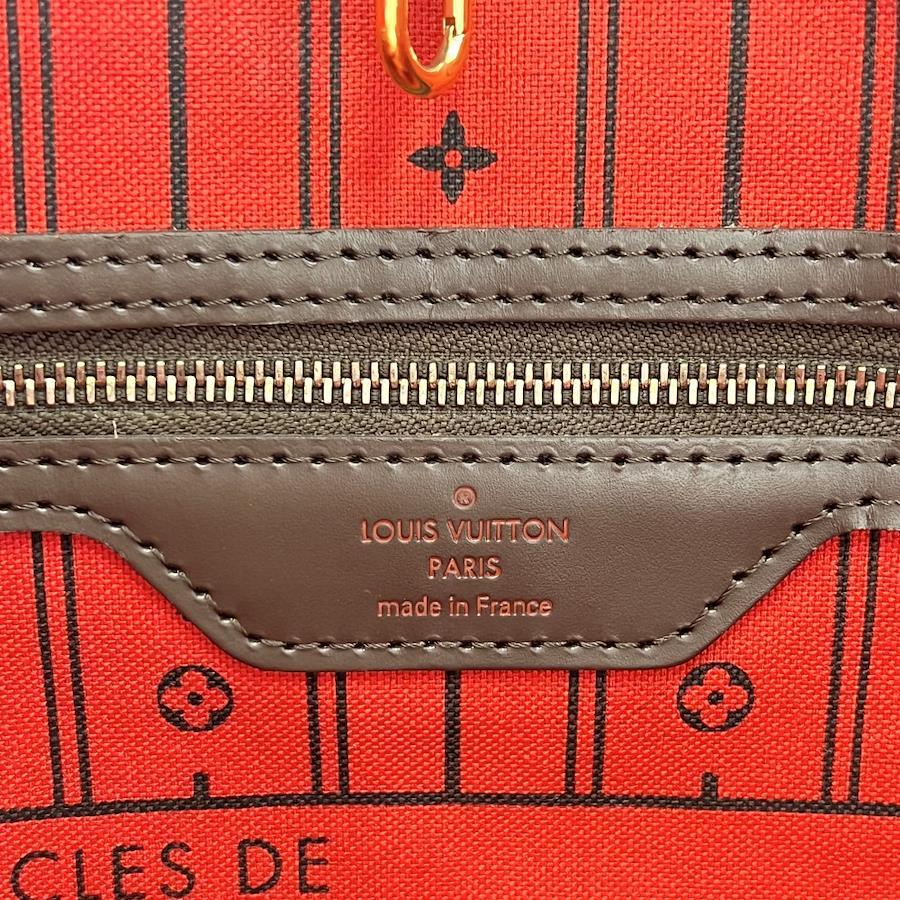 ®
LOUIS VUITTON
PARIS
made in France
CLES DE